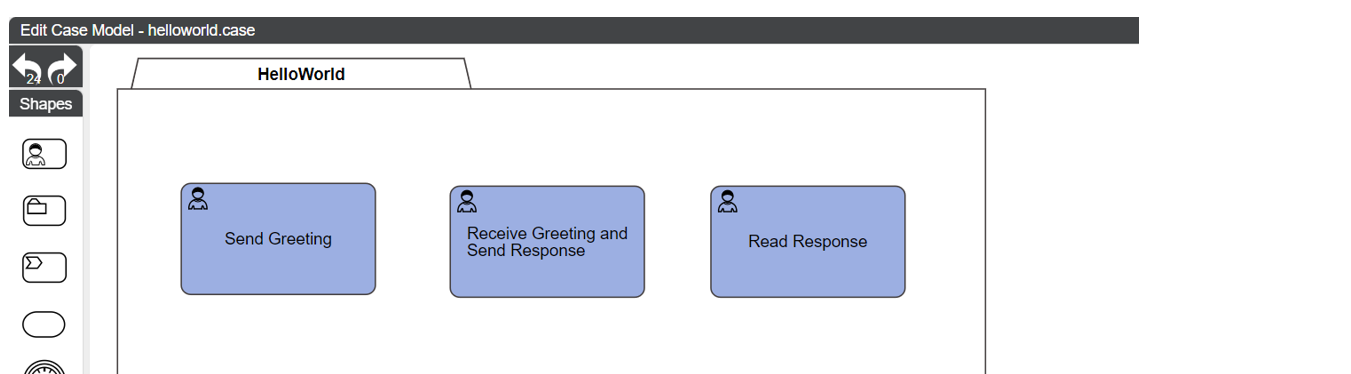 Edit Case Model - helloworld.case
24 0
Shapes
HelloWorld
Send Greeting
Receive Greeting and
Send Response
Read Response